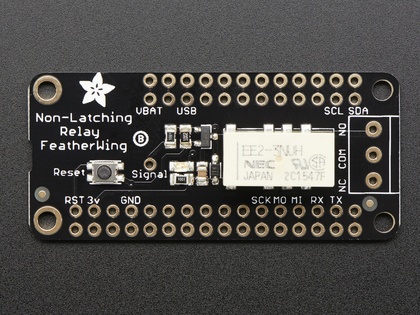 VBAT USB SCL SDA
Non-Latching
Relay
FeatherWing
B
NO
COM
NC
EE2-3NUH
NEC
JAPAN 2C1547F
Reset
Signal
RST 3v GND SCK MO MI RX TX